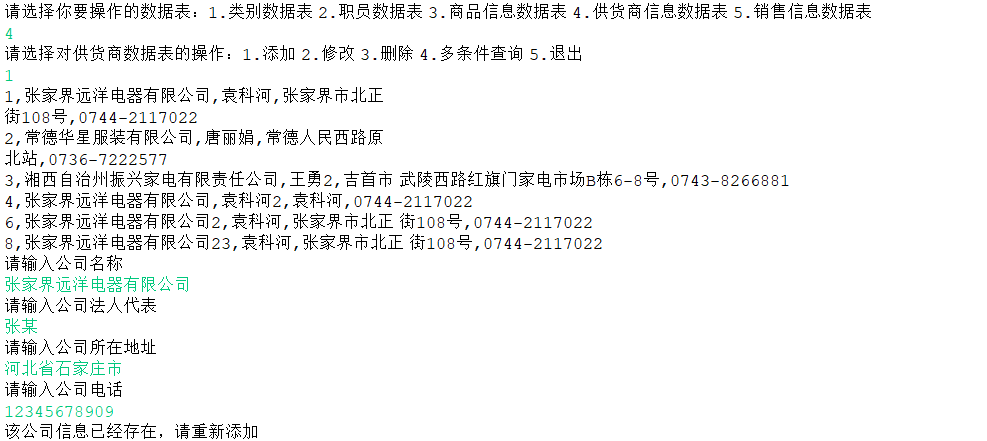 请选择你要操作的数据表：1.类别数据表 2.职员数据表 3.商品信息数据表 4.供货商信息数据表 5.销售信息数据表
4
请选择对供货商数据表的操作：1.添加 2.修改 3.删除 4.多条件查询 5.退出
1
1,张家界远洋电器有限公司,袁科河,张家界市北正
街108号,0744-2117022
2,常德华星服装有限公司,唐丽娟,常德人民西路原
北站,0736-7222577
3,湘西自治州振兴家电有限责任公司,王勇2,吉首市 武陵西路红旗门家电市场B栋6-8号,0743-8266881
4,张家界远洋电器有限公司,袁科河2,袁科河,0744-2117022
6,张家界远洋电器有限公司2,袁科河,张家界市北正 街108号,0744-2117022
8,张家界远洋电器有限公司23,袁科河,张家界市北正 街108号,0744-2117022
请输入公司名称
张家界远洋电器有限公司
请输入公司法人代表
张某
请输入公司所在地址
河北省石家庄市
请输入公司电话
12345678909
该公司信息已经存在，请重新添加